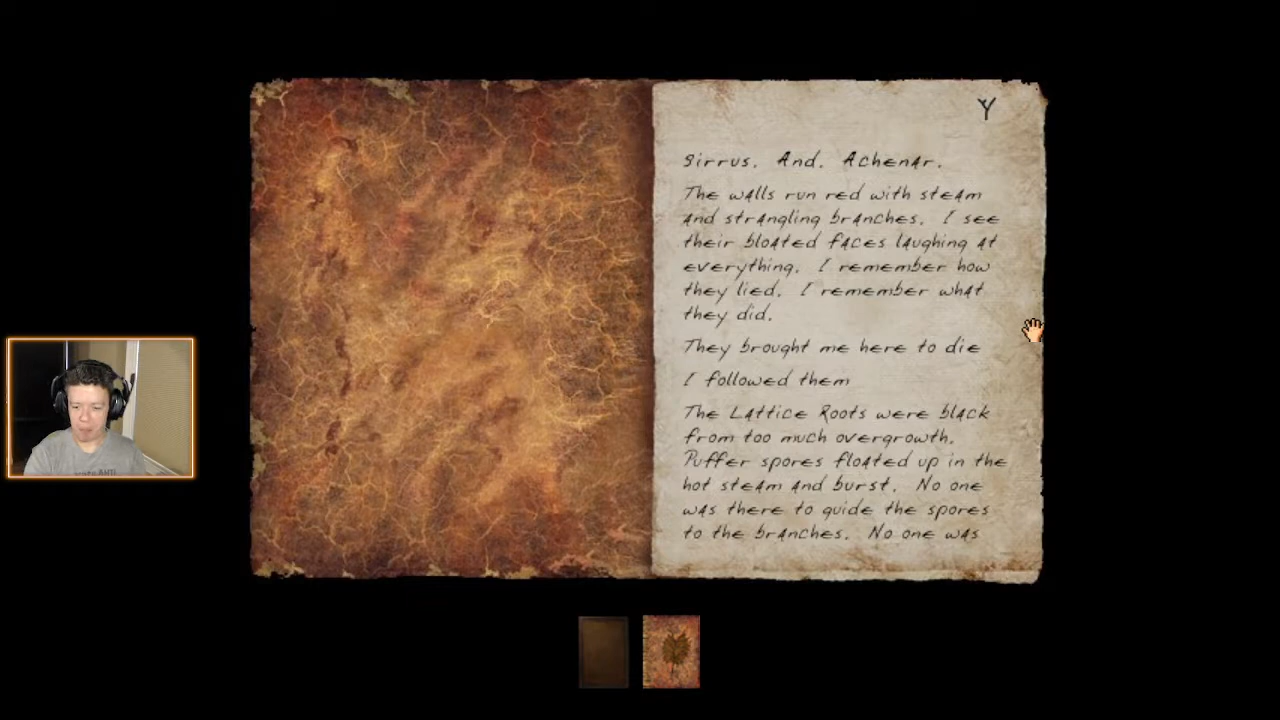 Sirrus. And. Achenar.
The walls run red with steam
and strangling branches. I see
their bloated faces laughing at
everything. I remember how
they lied. I remember what
they did.
They brought me here to die
I followed them
The Lattice Roots were black
from too much overgrowth.
Puffer spores floated up in the
hot steam and burst. No one
was there to guide the spores
to the branches. No one was